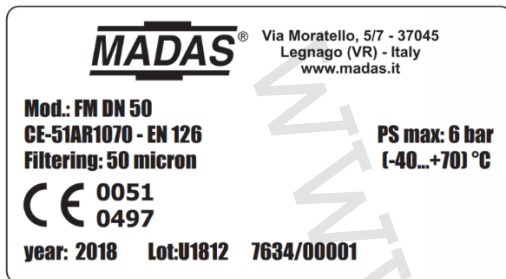 MADAS® Via Moratello, 5/7 - 37045
Legnago (VR) - Italy
www.madas.it
Mod.: FM DN 50
CE-51AR1070 - EN 126 PS max: 6 bar
Filtering: 50 micron (-40...+70) °C
CE 0051
0497
year: 2018 Lot:U1812 7634/00001